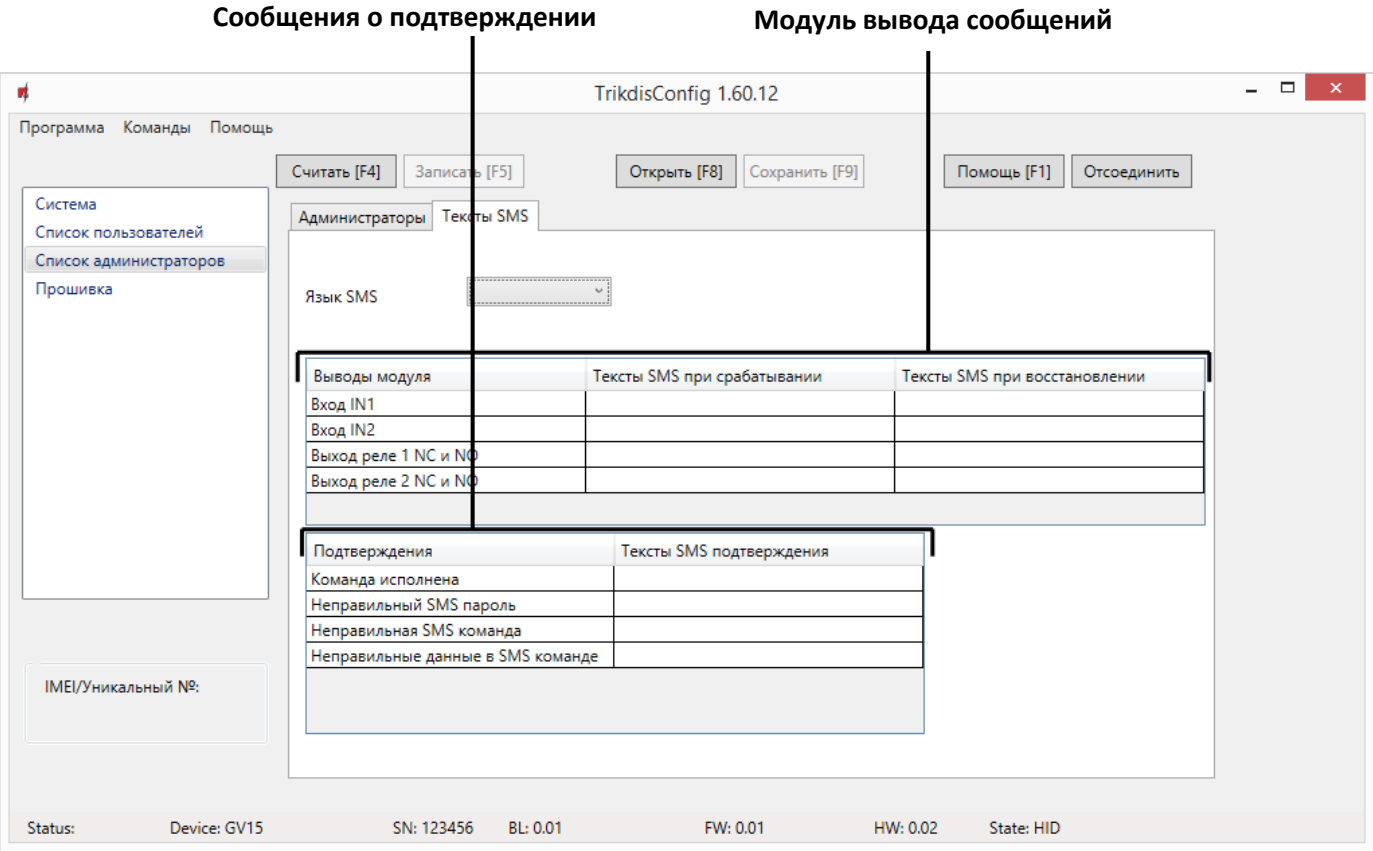 Сообщения о подтверждении
Модуль вывода сообщений
TrikdisConfig 1.60.12
Программа Команды Помощь
Считать [F4] Записать [F5] Открыть [F8] Сохранить [F9] Помощь [F1] Отсоединить
Система
Список пользователей
Список администраторов
Прошивка
Администраторы Тексты SMS
Язык SMS
Выводы модуля Тексты SMS при срабатывании Тексты SMS при восстановлении
Вход IN1
Вход IN2
Выход реле 1 NC и NO
Выход реле 2 NC и NO
Подтверждения Тексты SMS подтверждения
Команда исполнена
Неправильный SMS пароль
Неправильная SMS команда
Неправильные данные в SMS команде
IMEI/Уникальный №:
Status: Device: GV15 SN: 123456 BL: 0.01 FW: 0.01 HW: 0.02 State: HID